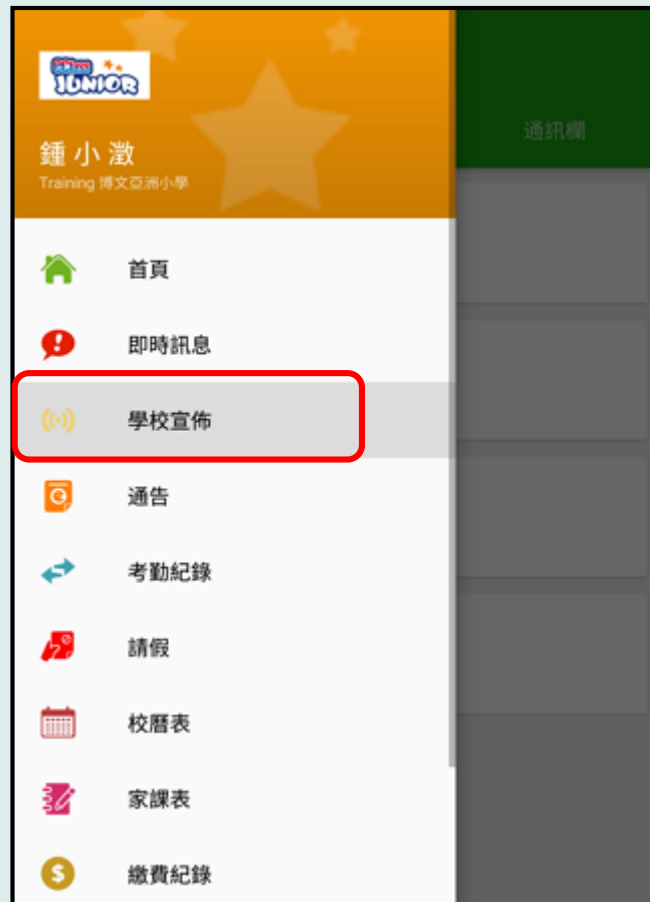 JUNIOR
鍾小澂
Training 博文亞洲小學
通訊欄
首頁
即時訊息
學校宣佈
通告
考勤紀錄
請假
校曆表
家課表
繳費紀錄